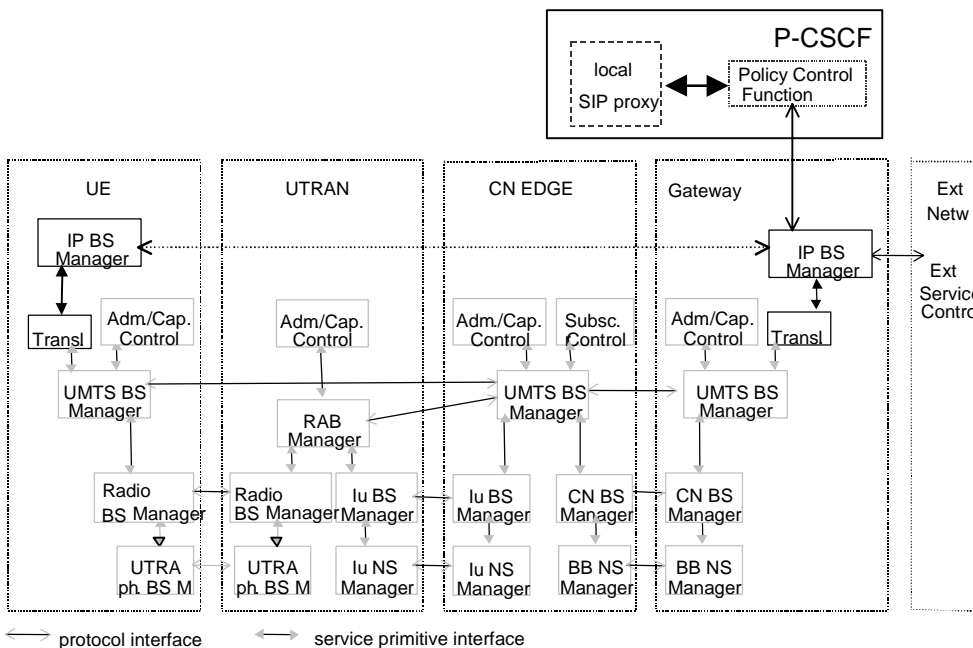 P-CSCF
local
SIP proxy
Policy Control
Function
UE
UTRAN
CN EDGE
Gateway
Ext
Netw
IP BS
Manager
IP BS
Manager
Ext
Service
Control
Transl
Adm/Cap.
Control
Adm/Cap.
Control
Adm./Cap.
Control
Subsc.
Control
Adm/Cap.
Control
Transl
UMTS BS
Manager
RAB
Manager
UMTS BS
Manager
UMTS BS
Manager
Radio
BS Manager
Radio
BS Manager
Iu BS
Manager
Iu BS
Manager
CN BS
Manager
CN BS
Manager
UTRA
ph. BS M
UTRA
ph. BS M
Iu NS
Manager
Iu NS
Manager
BB NS
Manager
BB NS
Manager
protocol interface
service primitive interface